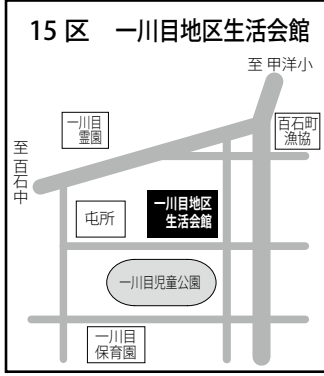 15 区　一川目地区生活会館
至 甲洋小
一川目
霊園
百石町
漁協
至 百石中
一川目地区
生活会館
屯所
一川目児童公園
一川目
保育園